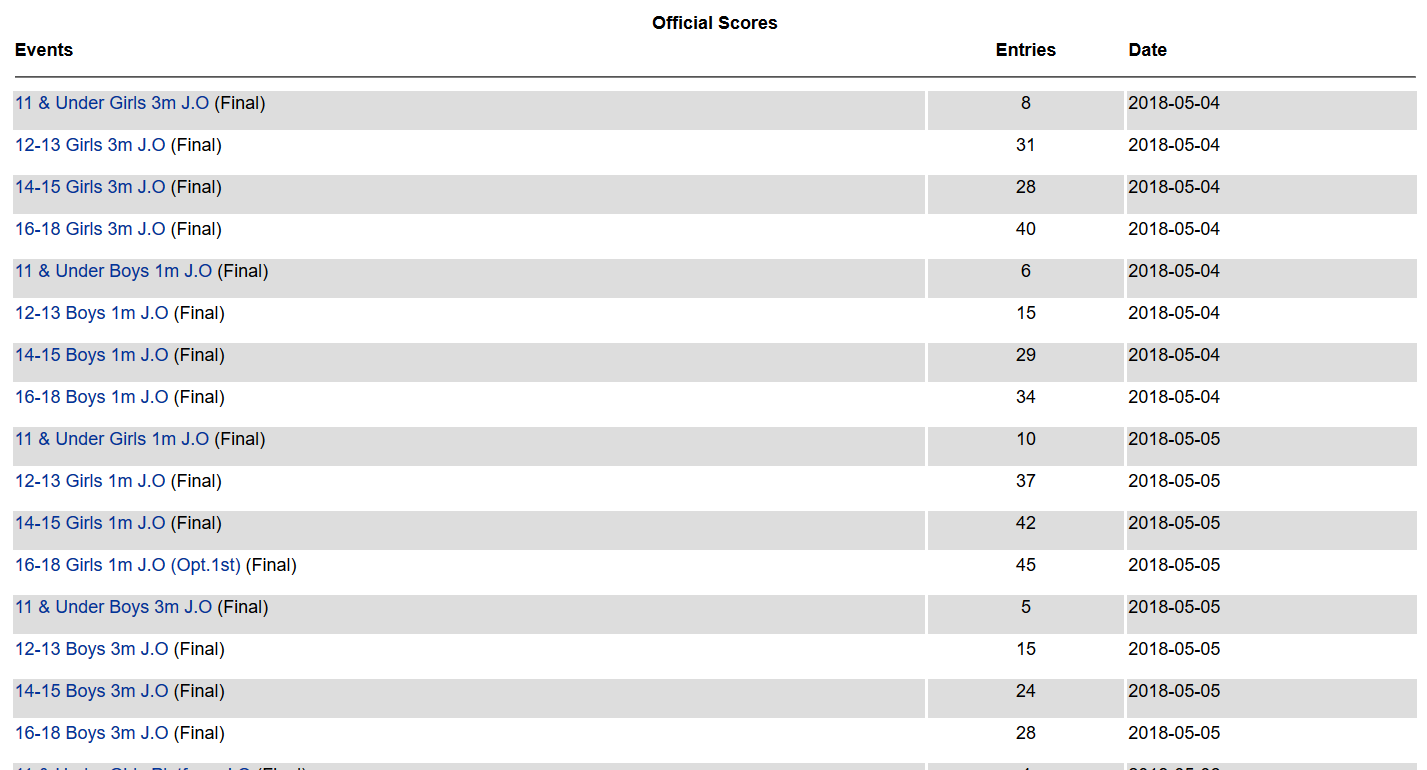 Official Scores
Events Entries Date
11 & Under Girls 3m J.O (Final) 8 2018-05-04
12-13 Girls 3m J.O (Final) 31 2018-05-04
14-15 Girls 3m J.O (Final) 28 2018-05-04
16-18 Girls 3m J.O (Final) 40 2018-05-04
11 & Under Boys 1m J.O (Final) 6 2018-05-04
12-13 Boys 1m J.O (Final) 15 2018-05-04
14-15 Boys 1m J.O (Final) 29 2018-05-04
16-18 Boys 1m J.O (Final) 34 2018-05-04
11 & Under Girls 1m J.O (Final) 10 2018-05-05
12-13 Girls 1m J.O (Final) 37 2018-05-05
14-15 Girls 1m J.O (Final) 42 2018-05-05
16-18 Girls 1m J.O (Opt.1st) (Final) 45 2018-05-05
11 & Under Boys 3m J.O (Final) 5 2018-05-05
12-13 Boys 3m J.O (Final) 15 2018-05-05
14-15 Boys 3m J.O (Final) 24 2018-05-05
16-18 Boys 3m J.O (Final) 28 2018-05-05